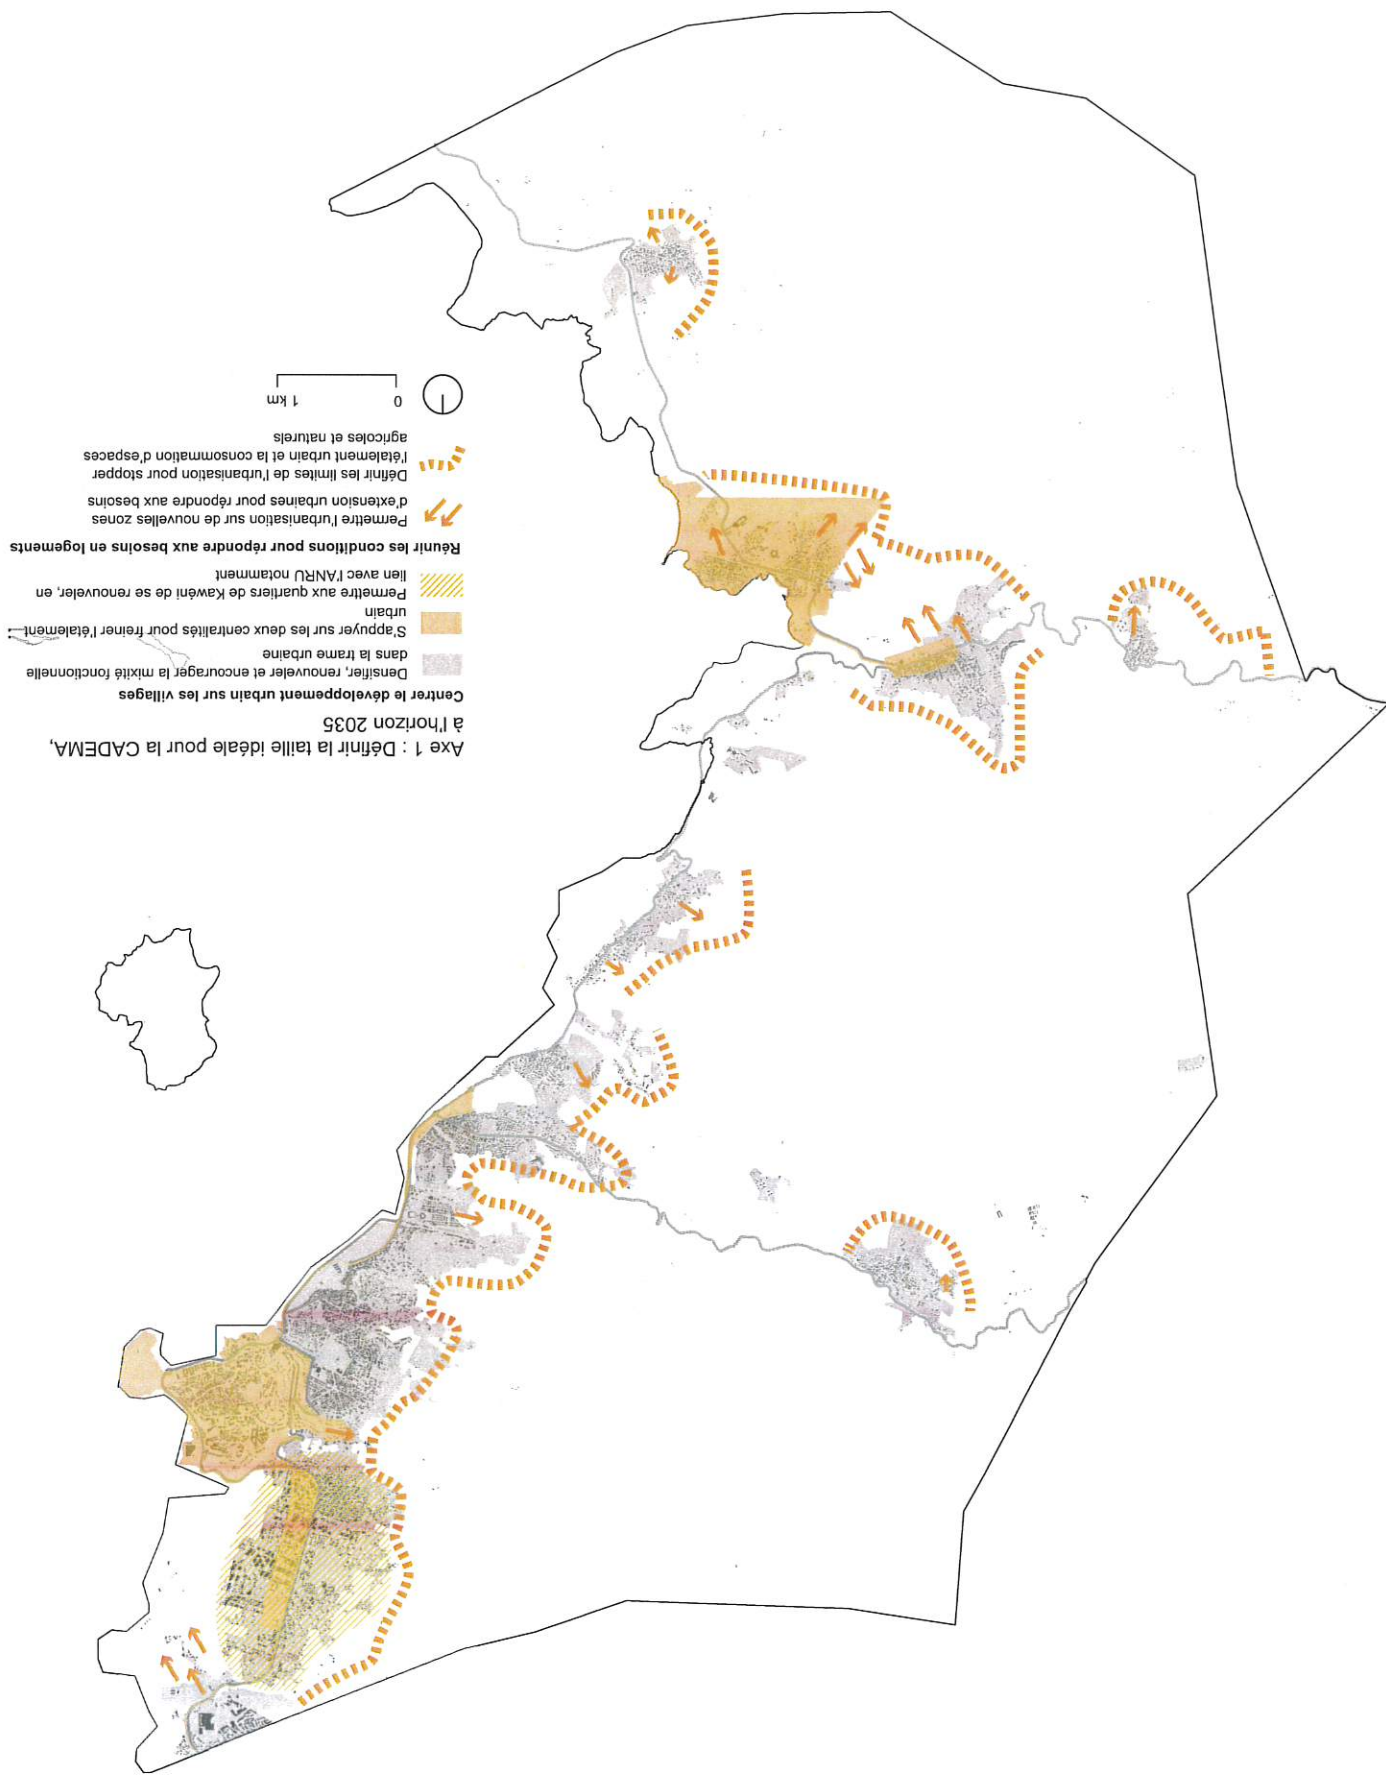 Axe 1 : Définir la taille idéale pour la CADEMA,
à l'horizon 2035
Centrer le développement urbain sur les villages
Densifier, renouveler et encourager la mixité fonctionnelle
dans la trame urbaine
S'appuyer sur les deux centralités pour freiner l'étalement
urbain
Permettre aux quartiers de Kawéni de se renouveler, en
lien avec l'ANRU notamment
Réunir les conditions pour répondre aux besoins en logements
Permettre l'urbanisation sur de nouvelles zones
d'extension urbaines pour répondre aux besoins
Définir les limites de l'urbanisation pour stopper
l'étalement urbain et la consommation d'espaces
agricoles et naturels
0 1 km